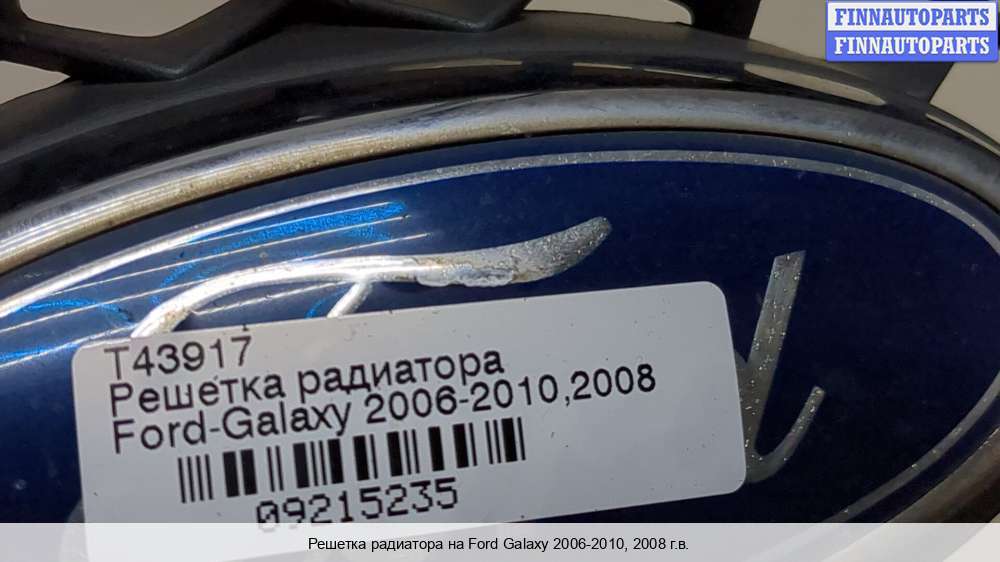 FINNAUTOPARTS
FINNAUTOPARTS
T43917
Решетка радиатора
Ford-Galaxy 2006-2010,2008
09215235
Решетка радиатора на Ford Galaxy 2006-2010, 2008 г.в.